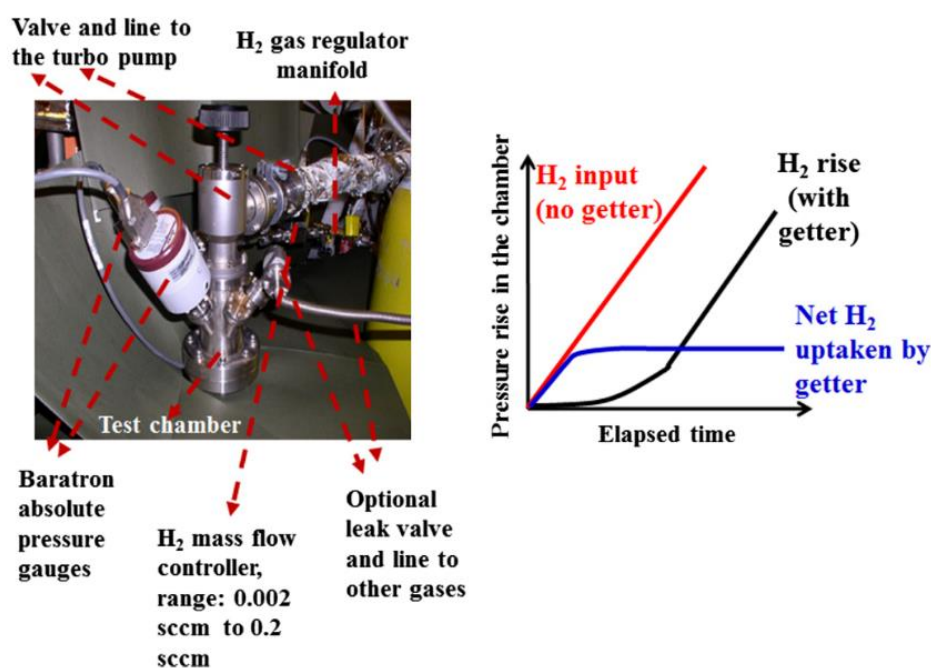 Valve and line to
the turbo pump
H₂ gas regulator
manifold
Test chamber
Baratron
absolute
pressure
gauges
H₂ mass flow
controller,
range: 0.002
sccm to 0.2
sccm
Optional
leak valve
and line to
other gases
Pressure rise in the chamber
H₂ input
(no getter)
H₂ rise
(with
getter)
Net H₂
uptaken by
getter
Elapsed time